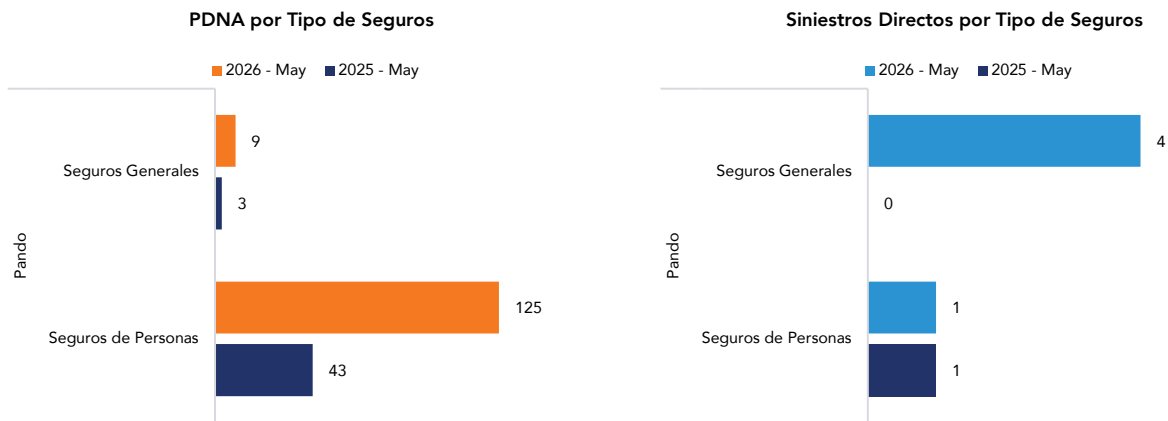 PDNA por Tipo de Seguros
2026 - May 2025 - May
Pando
Seguros Generales
9
3
Seguros de Personas
125
43
Siniestros Directos por Tipo de Seguros
2026 - May 2025 - May
Pando
Seguros Generales
4
0
Seguros de Personas
1
1